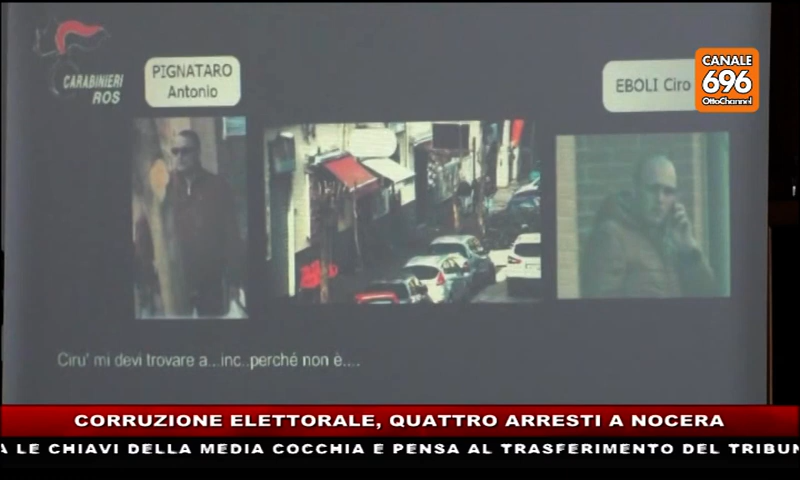 CARABINIERI
ROS
PIGNATARO
Antonio
EBOLI Ciro
CANALE
696
OttoChannel
Ciru' mi devi trovare a...inc..perché non è....
CORRUZIONE ELETTORALE, QUATTRO ARRESTI A NOCERA
A LE CHIAVI DELLA MEDIA COCCHIA E PENSA AL TRASFERIMENTO DEL TRIBUN